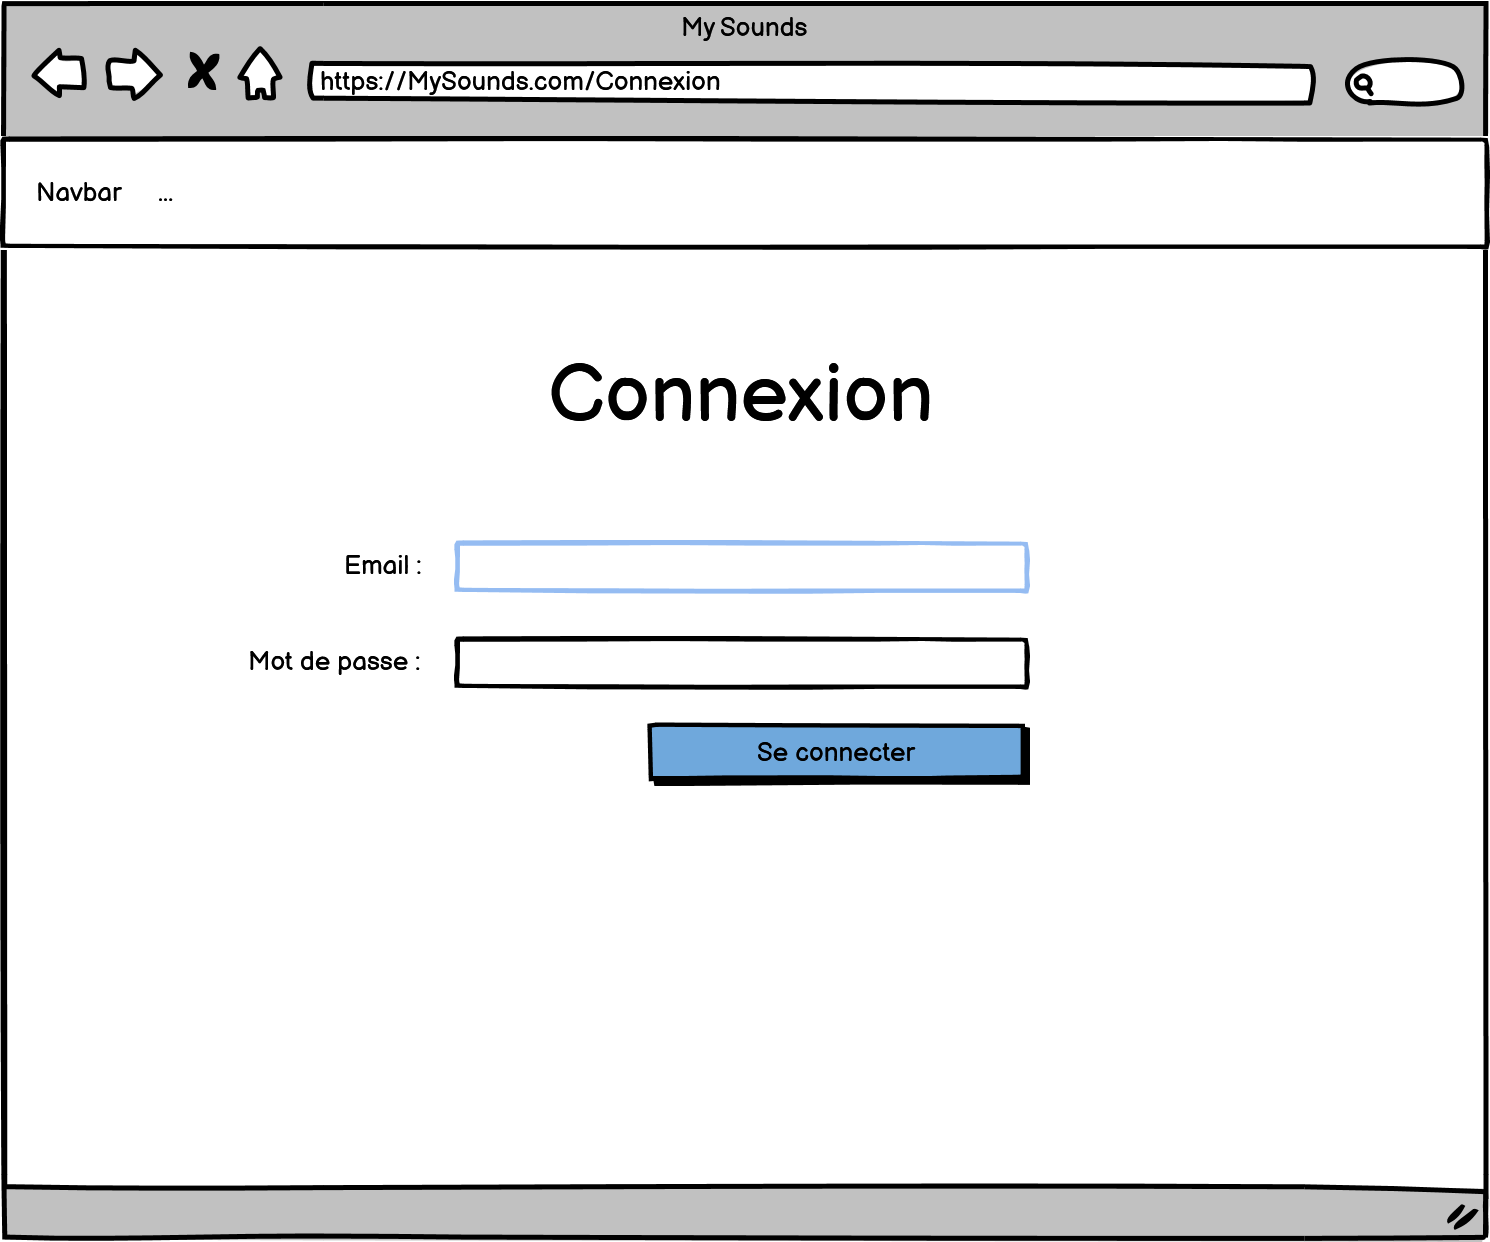 My Sounds
https://MySounds.com/Connexion
Navbar ...
Connexion
Email :
Mot de passe :
Se connecter